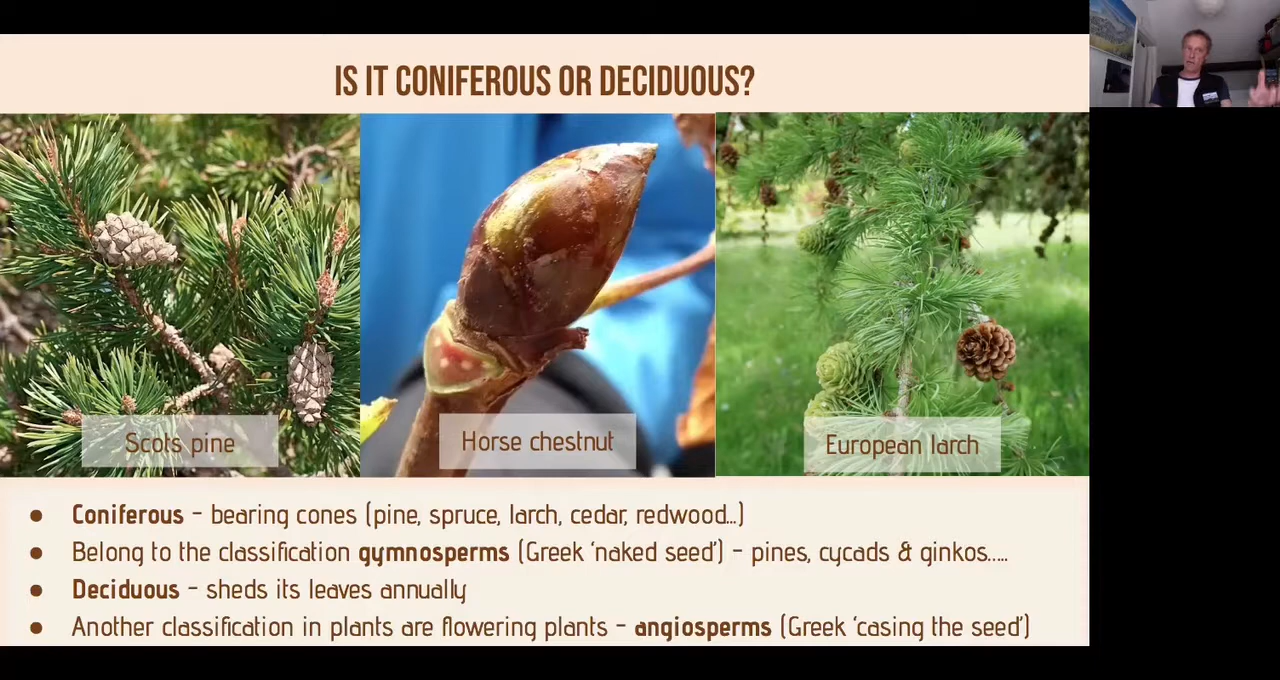 IS IT CONIFEROUS OR DECIDUOUS?
Scots pine
Horse chestnut
European larch
● Coniferous - bearing cones (pine, spruce, larch, cedar, redwood...)
● Belong to the classification gymnosperms (Greek 'naked seed') - pines, cycads & ginkos.....
● Deciduous - sheds its leaves annually
● Another classification in plants are flowering plants - angiosperms (Greek 'casing the seed')